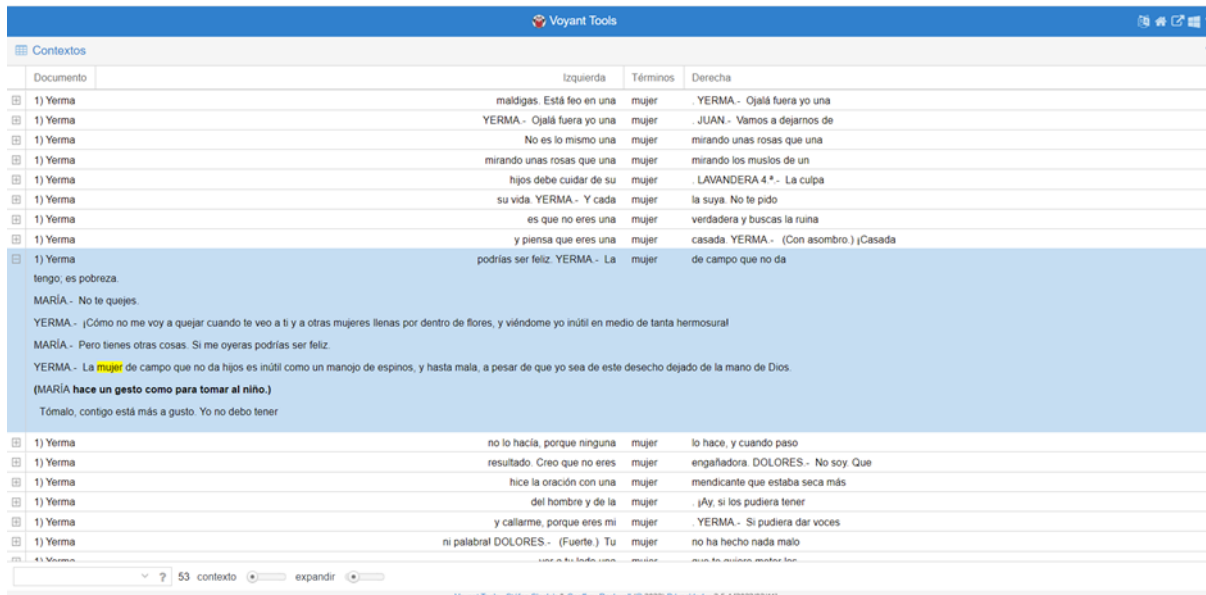 Voyant Tools
Contextos
Documento Izquierda Términos Derecha
1) Yerma maldigas. Está feo en una mujer . YERMA.- Ojalá fuera yo una
1) Yerma YERMA.- Ojalá fuera yo una mujer . JUAN.- Vamos a dejarnos de
1) Yerma No es lo mismo una mujer mirando unas rosas que una
1) Yerma mirando unas rosas que una mujer mirando los muslos de un
1) Yerma hijos debe cuidar de su mujer . LAVANDERA 4.ª.- La culpa
1) Yerma su vida. YERMA.- Y cada mujer la suya. No te pido
1) Yerma es que no eres una mujer verdadera y buscas la ruina
1) Yerma y piensa que eres una mujer casada. YERMA.- (Con asombro.) ¡Casada
1) Yerma podrías ser feliz. YERMA.- La mujer de campo que no da
tengo; es pobreza.
MARÍA.- No te quejes.
YERMA.- ¡Cómo no me voy a quejar cuando te veo a ti y a otras mujeres llenas por dentro de flores, y viéndome yo inútil en medio de tanta hermosura!
MARÍA.- Pero tienes otras cosas. Si me oyeras podrías ser feliz.
YERMA.- La mujer de campo que no da hijos es inútil como un manojo de espinos, y hasta mala, a pesar de que yo sea de este desecho dejado de la mano de Dios.
(MARÍA hace un gesto como para tomar al niño.)
Tómalo, contigo está más a gusto. Yo no debo tener
1) Yerma no lo hacía, porque ninguna mujer lo hace, y cuando paso
1) Yerma resultado. Creo que no eres mujer engañadora. DOLORES.- No soy. Que
1) Yerma hice la oración con una mujer mendicante que estaba seca más
1) Yerma del hombre y de la mujer . ¡Ay, si los pudiera tener
1) Yerma y callarme, porque eres mi mujer . YERMA.- Si pudiera dar voces
1) Yerma ni palabra! DOLORES.- (Fuerte.) Tu mujer no ha hecho nada malo
1) Yerma mujer
? 53 contexto expandir